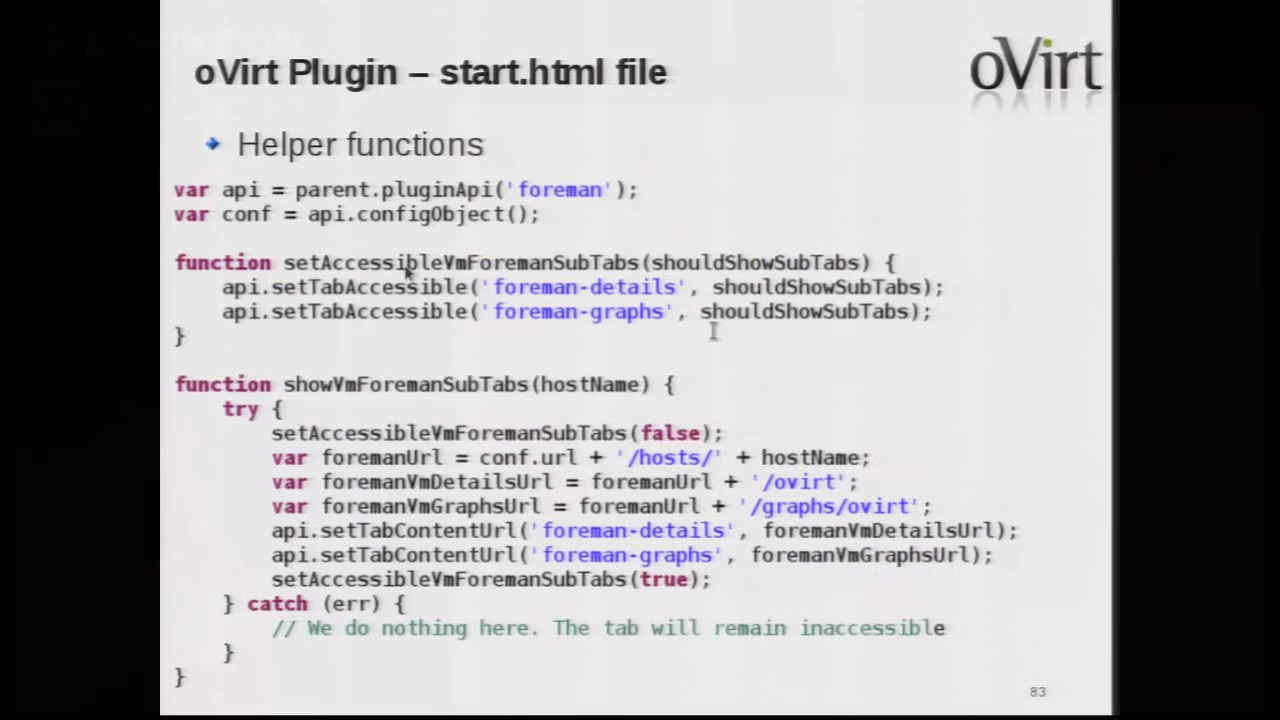 oVirt Plugin – start.html file
oVirt
Helper functions
var api = parent.pluginApi('foreman');
var conf = api.configObject();
function setAccessibleVmForemanSubTabs(shouldShowSubTabs) {
    api.setTabAccessible('foreman-details', shouldShowSubTabs);
    api.setTabAccessible('foreman-graphs', shouldShowSubTabs);
}
function showVmForemanSubTabs(hostName) {
    try {
        setAccessibleVmForemanSubTabs(false);
        var foremanUrl = conf.url + '/hosts/' + hostName;
        var foremanVmDetailsUrl = foremanUrl + '/ovirt';
        var foremanVmGraphsUrl = foremanUrl + '/graphs/ovirt';
        api.setTabContentUrl('foreman-details', foremanVmDetailsUrl);
        api.setTabContentUrl('foreman-graphs', foremanVmGraphsUrl);
        setAccessibleVmForemanSubTabs(true);
    } catch (err) {
        // We do nothing here. The tab will remain inaccessible
    }
}
83